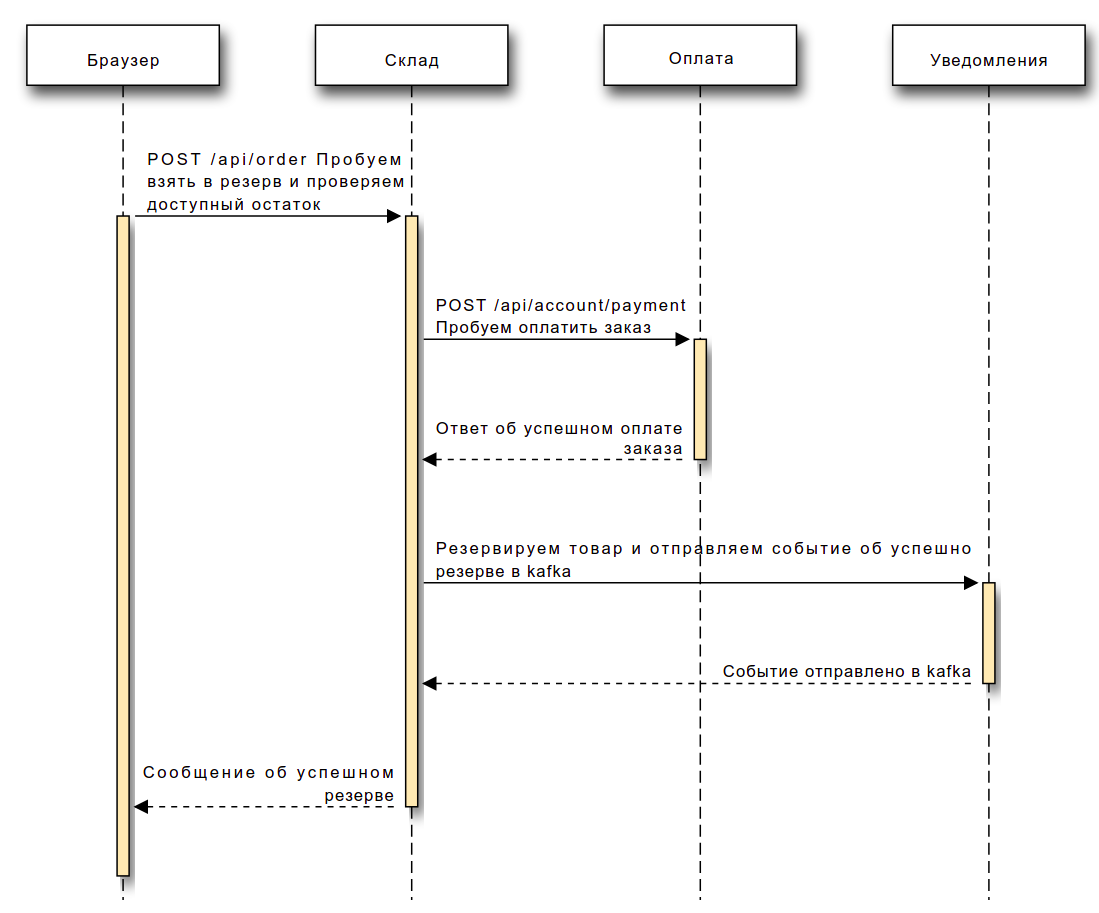 Браузер
Склад
Оплата
Уведомления
POST /api/order Пробуем
взять в резерв и проверяем
доступный остаток
POST /api/account/payment
Пробуем оплатить заказ
Ответ об успешном оплате
заказа
Резервируем товар и отправляем событие об успешно
резерве в kafka
Событие отправлено в kafka
Сообщение об успешном
резерве